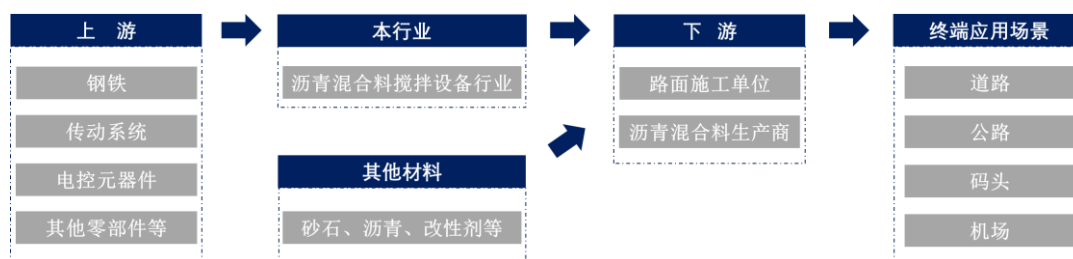 上 游
钢铁
传动系统
电控元器件
其他零部件等
本行业
沥青混合料搅拌设备行业
其他材料
砂石、沥青、改性剂等
下 游
路面施工单位
沥青混合料生产商
终端应用场景
道路
公路
码头
机场